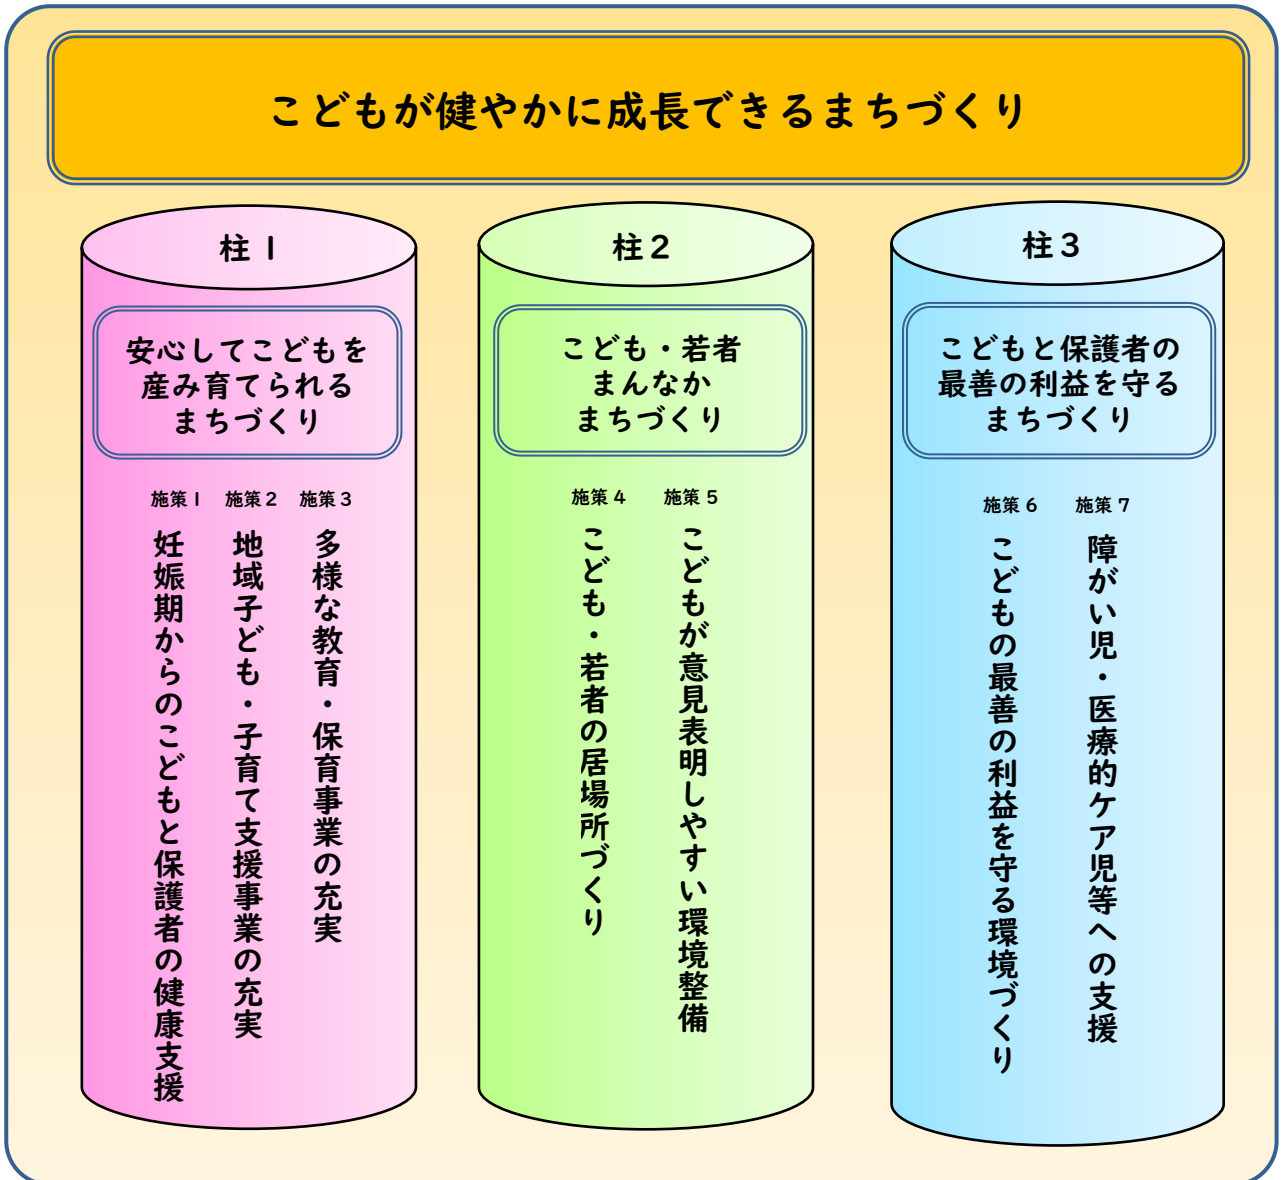 こどもが健やかに成長できるまちづくり
柱１
安心してこどもを
産み育てられる
まちづくり
施策１
妊娠期からのこどもと保護者の健康支援
施策２
地域子ども・子育て支援事業の充実
施策３
多様な教育・保育事業の充実
柱２
こども・若者
まんなか
まちづくり
施策４
こども・若者の居場所づくり
施策５
こどもが意見表明しやすい環境整備
柱３
こどもと保護者の
最善の利益を守る
まちづくり
施策６
こどもの最善の利益を守る環境づくり
施策７
障がい児・医療的ケア児等への支援